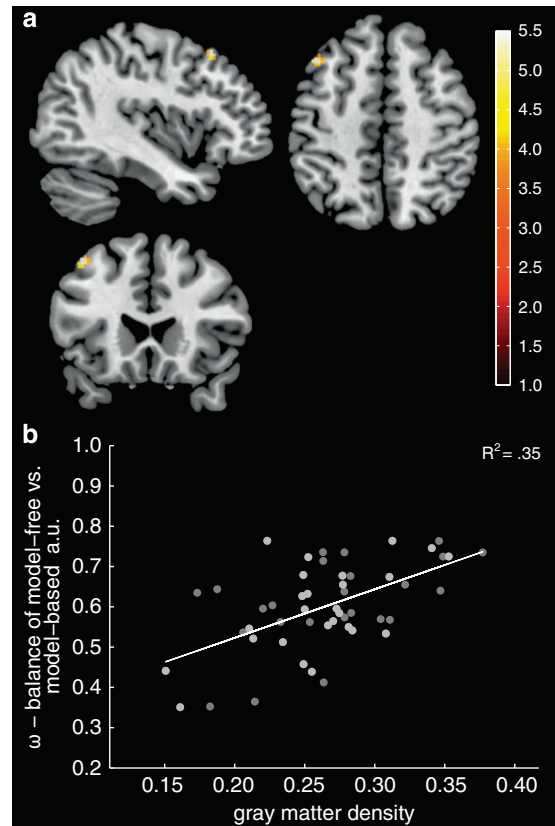 a
5.5
5.0
4.5
4.0
3.5
3.0
2.5
2.0
1.5
1.0
b
R²= .35
ω – balance of model–free vs.
model–based a.u.
1.0
0.9
0.8
0.7
0.6
0.5
0.4
0.3
0.2
0.15 0.20 0.25 0.30 0.35 0.40
gray matter density